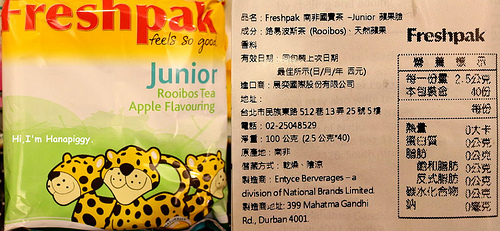 Freshpak
feels so good
Junior
Rooibos Tea
Apple Flavouring
Hi, I'm Hanapiggy.
品名：Freshpak 南非國寶茶 -Junior 蘋果臉
成分：路易波斯茶 (Rooibos)、天然蘋果
香料
有效日期：同包裝上次日期
最佳所示(日/月/年 西元)
進口商：晨奕國際股份有限公司
地址：
台北市民族東路 512 巷 13 弄 25 號 5 樓
電話：02-25048529
淨重：100 公克 (2.5 公克*40)
原產地：南非
儲藏方式：乾燥、陰涼
製造商：Entyce Berverages – a
division of National Brands Limited.
製造商地址: 399 Mahatma Gandhi
Rd., Durban 4001
Freshpak
營養標示
每一份量 2.5公克
本包裝含 40份
每份
熱量 0大卡
蛋白質 0公克
脂肪 0公克
飽和脂肪 0公克
反式脂肪 0公克
碳水化合物 0公克
鈉 0毫克